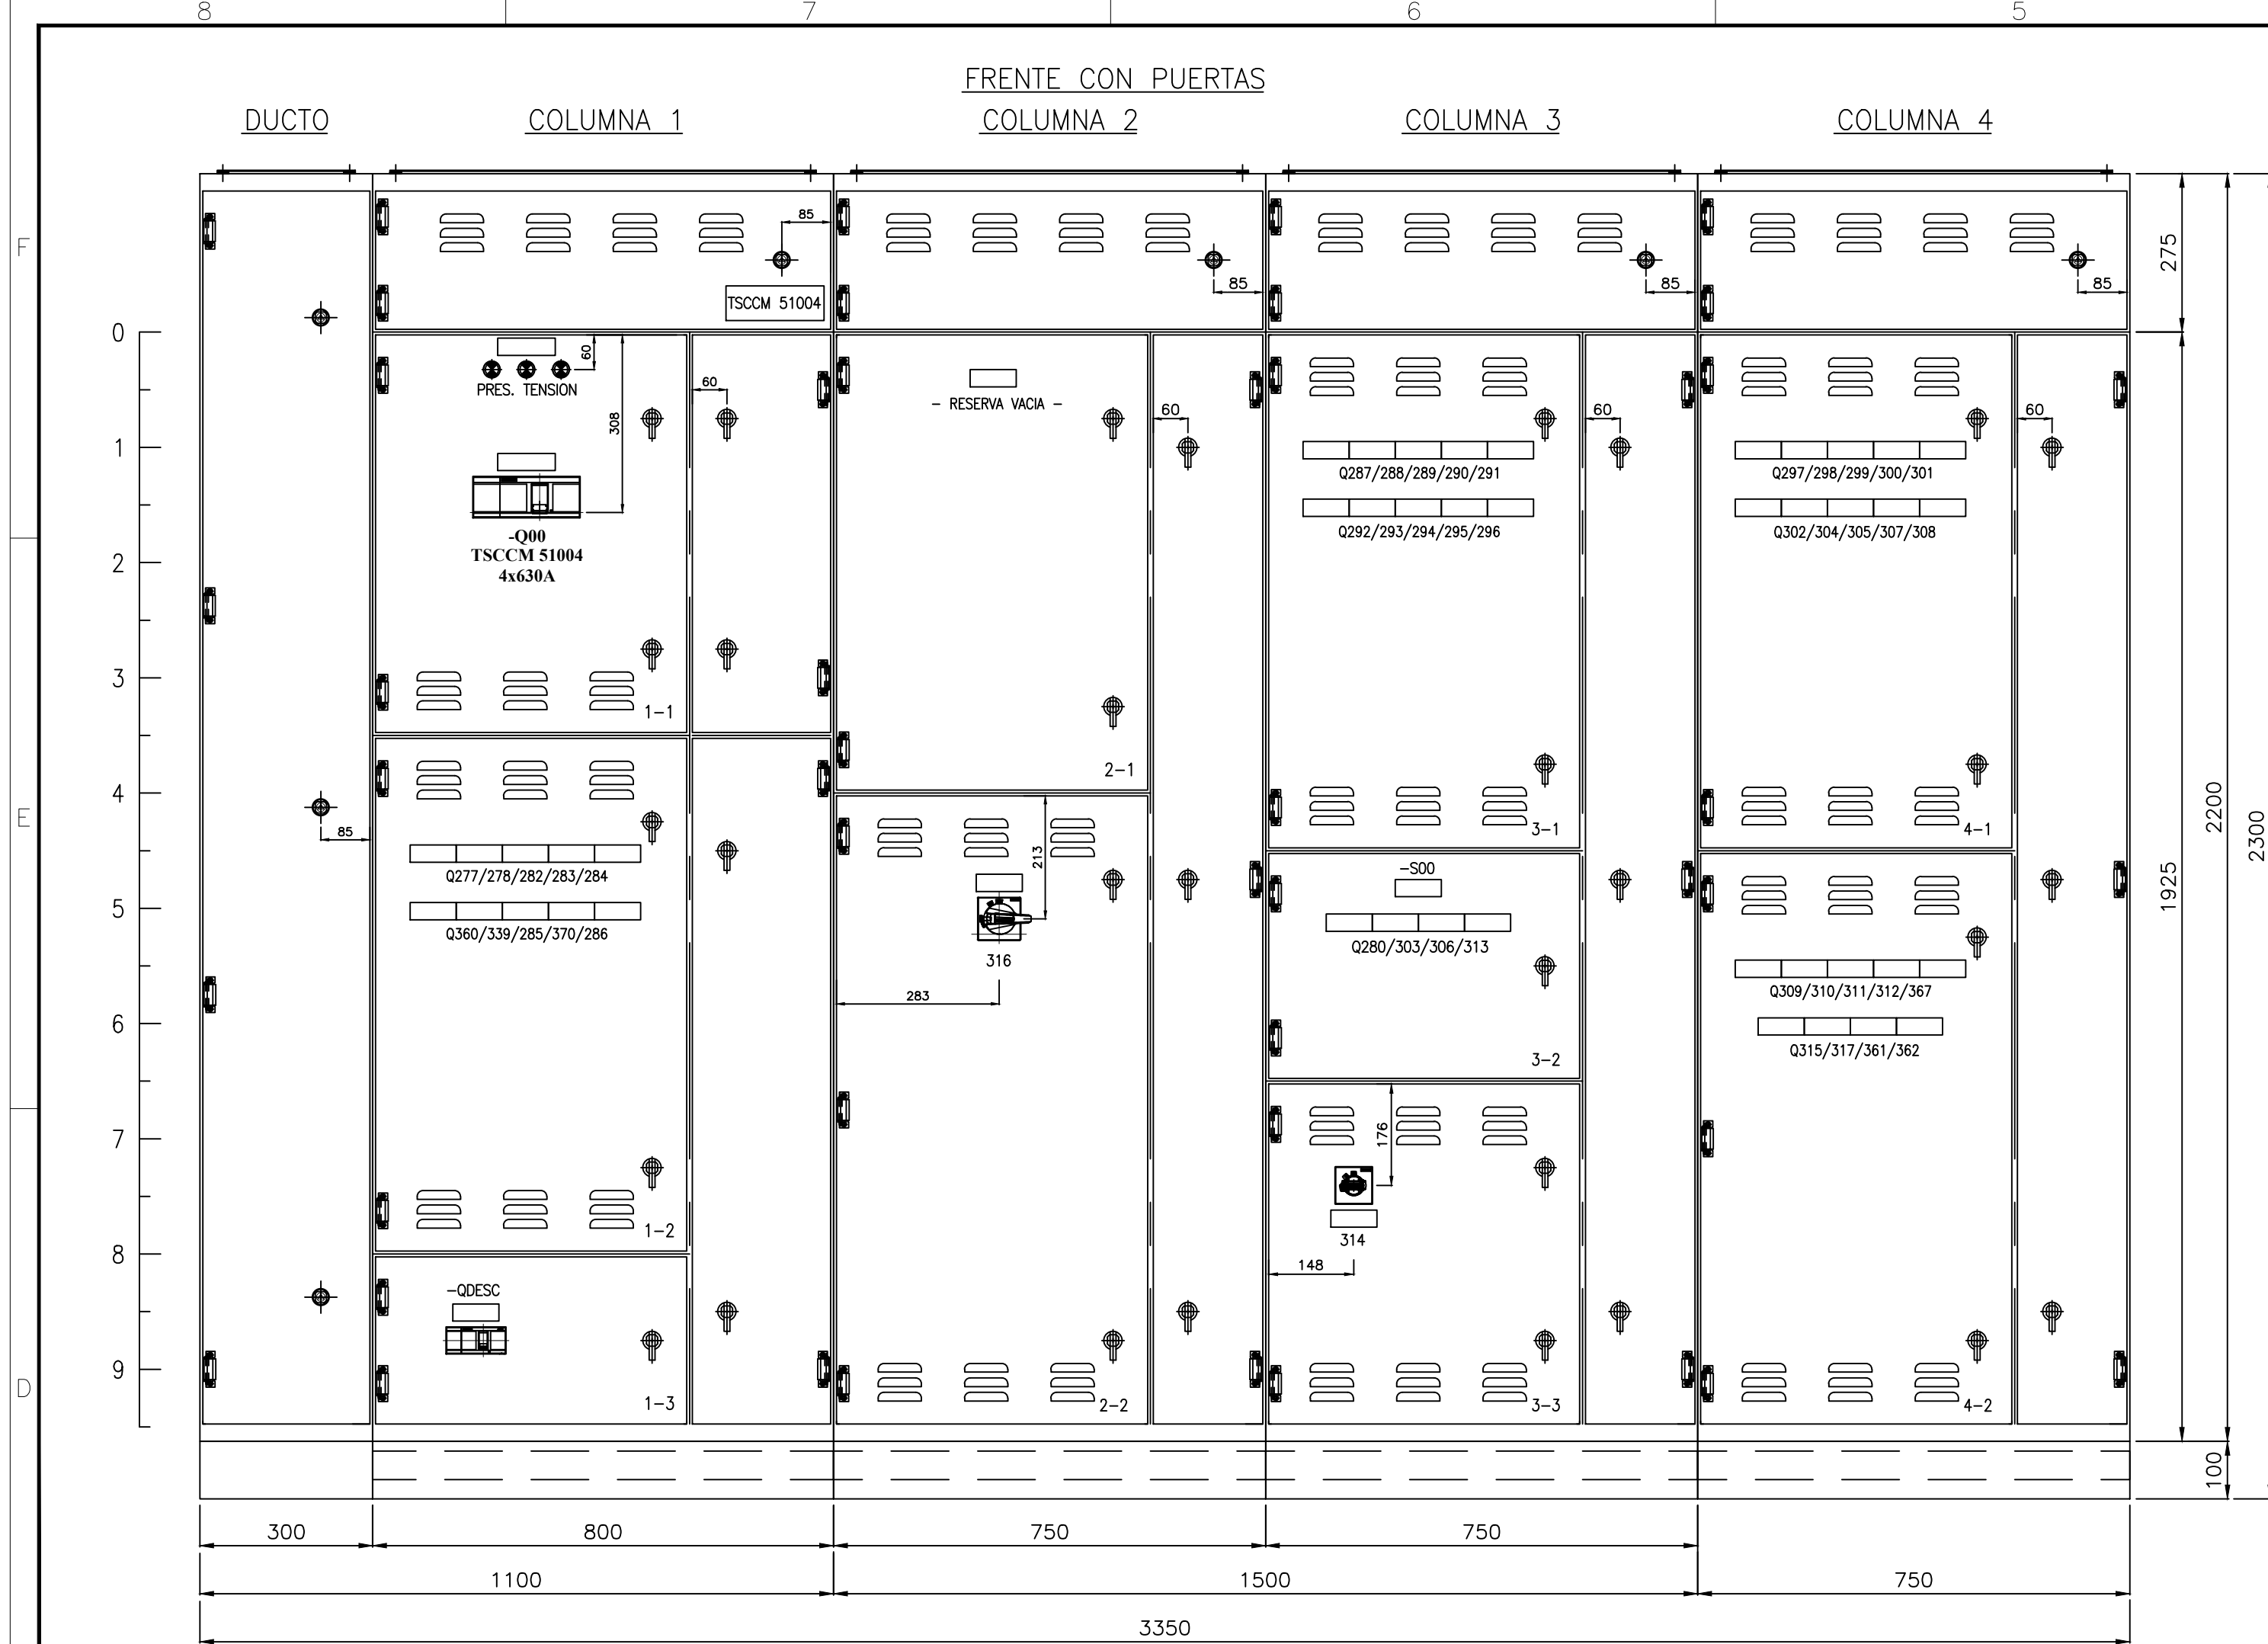 8 7 6 5
FRENTE CON PUERTAS
DUCTO COLUMNA 1 COLUMNA 2 COLUMNA 3 COLUMNA 4
F
E
D
85
85
85
85
275
TSCCM 51004
0
1
2
3
4
5
6
7
8
9
60
308
PRES. TENSION
60
-Q00
TSCCM 51004
4x630A
1-1
- RESERVA VACIA -
60
2-1
60
Q287/288/289/290/291
Q292/293/294/295/296
3-1
60
Q297/298/299/300/301
Q302/304/305/307/308
4-1
85
Q277/278/282/283/284
Q360/339/285/370/286
1-2
213
316
283
2-2
-S00
Q280/303/306/313
3-2
176
314
148
3-3
Q309/310/311/312/367
Q315/317/361/362
4-2
-QDESC
1-3
1925
2200
2300
100
300 800 750 750
1100 1500 750
3350